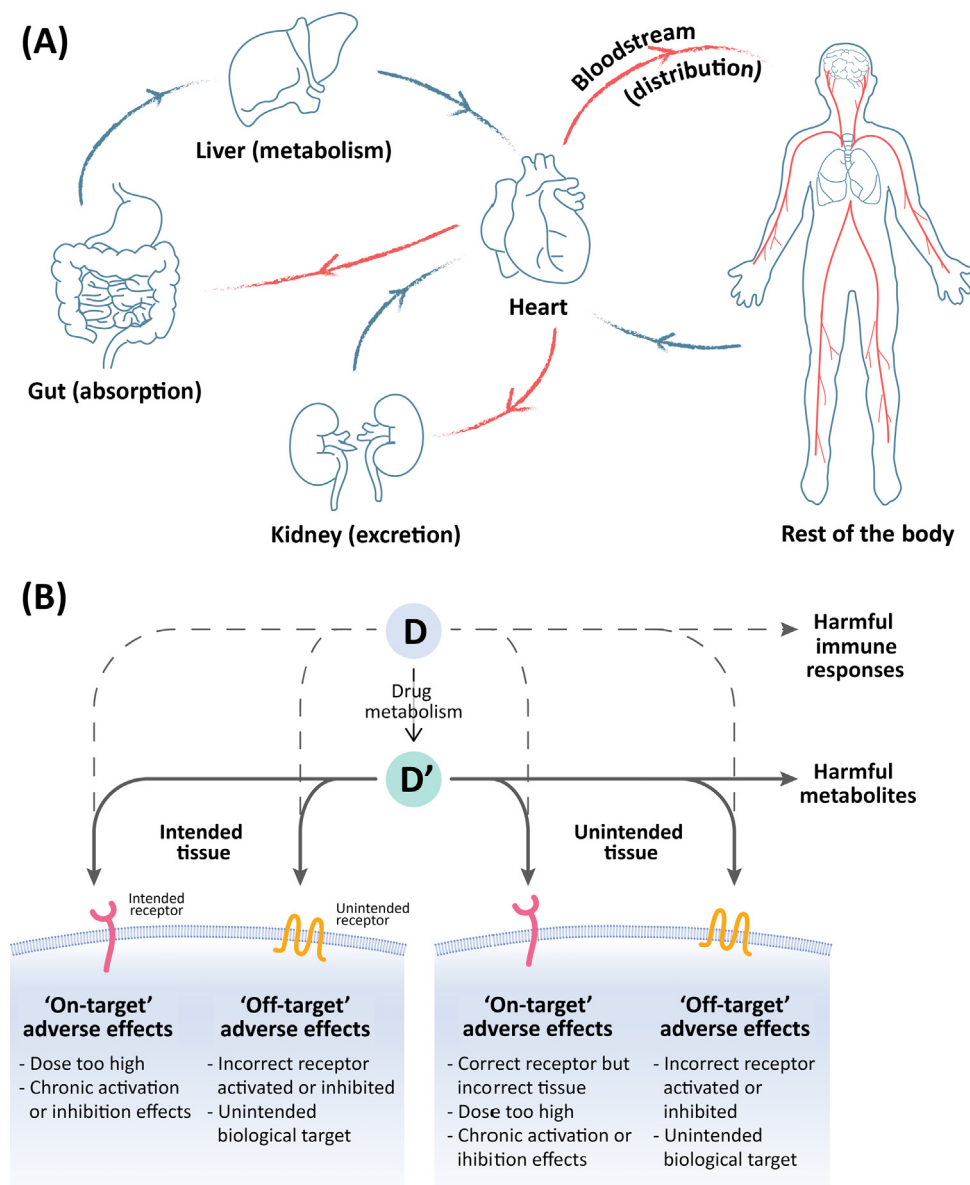 (A)
Bloodstream
(distribution)
Liver (metabolism)
Heart
Gut (absorption)
Kidney (excretion)
Rest of the body
(B)
D
Harmful
immune
responses
Drug
metabolism
D’
Harmful
metabolites
Intended
tissue
Unintended
tissue
Intended
receptor
Unintended
receptor
‘On-target’
adverse effects
- Dose too high
- Chronic activation
or inhibition effects
‘Off-target’
adverse effects
- Incorrect receptor
activated or inhibited
- Unintended
biological target
‘On-target’
adverse effects
- Correct receptor but
incorrect tissue
- Dose too high
- Chronic activation or
ihibition effects
‘Off-target’
adverse effects
- Incorrect receptor
activated or
inhibited
- Unintended
biological target